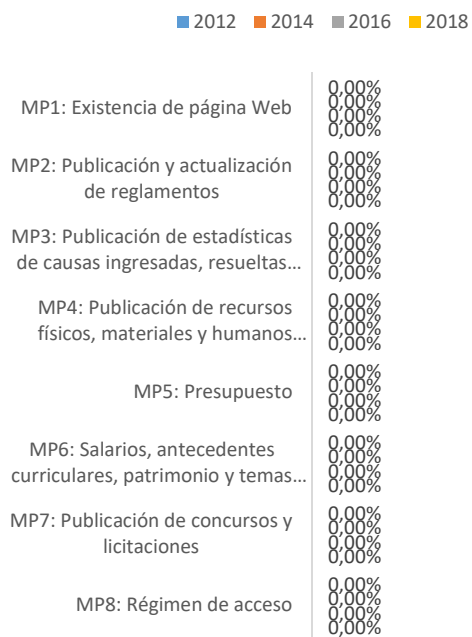 2012 2014 2016 2018
MP1: Existencia de página Web
0,00%
0,00%
0,00%
0,00%
MP2: Publicación y actualización
de reglamentos
0,00%
0,00%
0,00%
0,00%
MP3: Publicación de estadísticas
de causas ingresadas, resueltas...
0,00%
0,00%
0,00%
0,00%
MP4: Publicación de recursos
físicos, materiales y humanos...
0,00%
0,00%
0,00%
0,00%
MP5: Presupuesto
0,00%
0,00%
0,00%
0,00%
MP6: Salarios, antecedentes
curriculares, patrimonio y temas...
0,00%
0,00%
0,00%
0,00%
MP7: Publicación de concursos y
licitaciones
0,00%
0,00%
0,00%
0,00%
MP8: Régimen de acceso
0,00%
0,00%
0,00%
0,00%